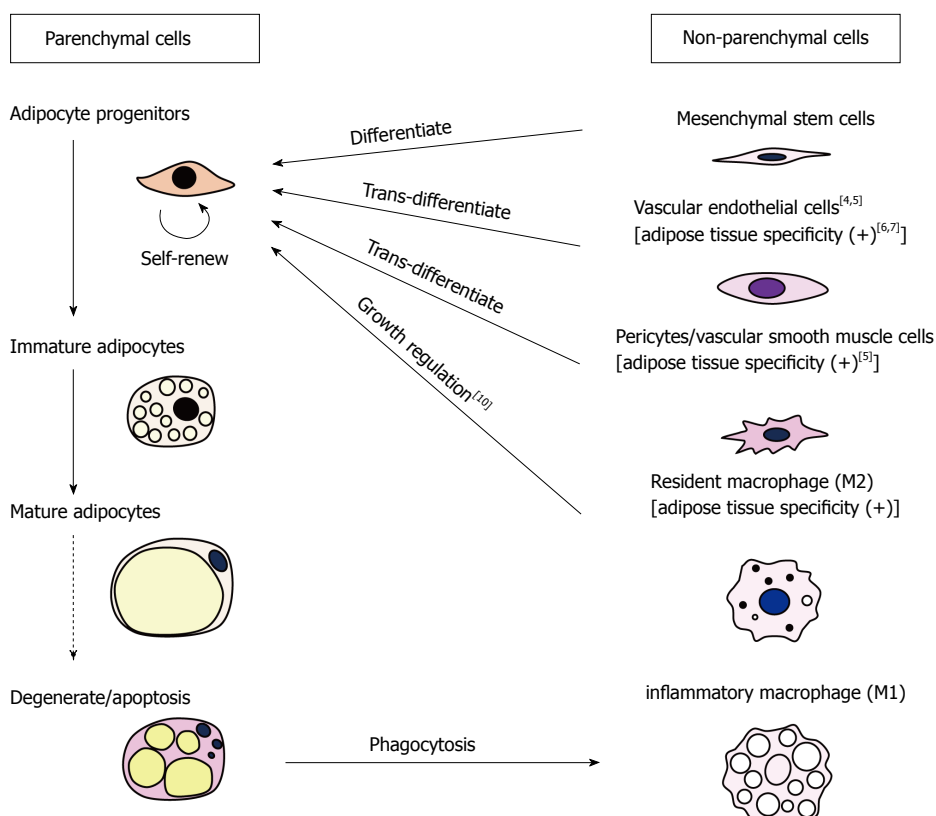 Parenchymal cells
Non-parenchymal cells
Adipocyte progenitors
Self-renew
Immature adipocytes
Mature adipocytes
Degenerate/apoptosis
Differentiate
Trans-differentiate
Trans-differentiate
Growth regulation[10]
Phagocytosis
Mesenchymal stem cells
Vascular endothelial cells[4,5]
[adipose tissue specificity (+)[6,7]]
Pericytes/vascular smooth muscle cells
[adipose tissue specificity (+)[5]]
Resident macrophage (M2)
[adipose tissue specificity (+)]
inflammatory macrophage (M1)